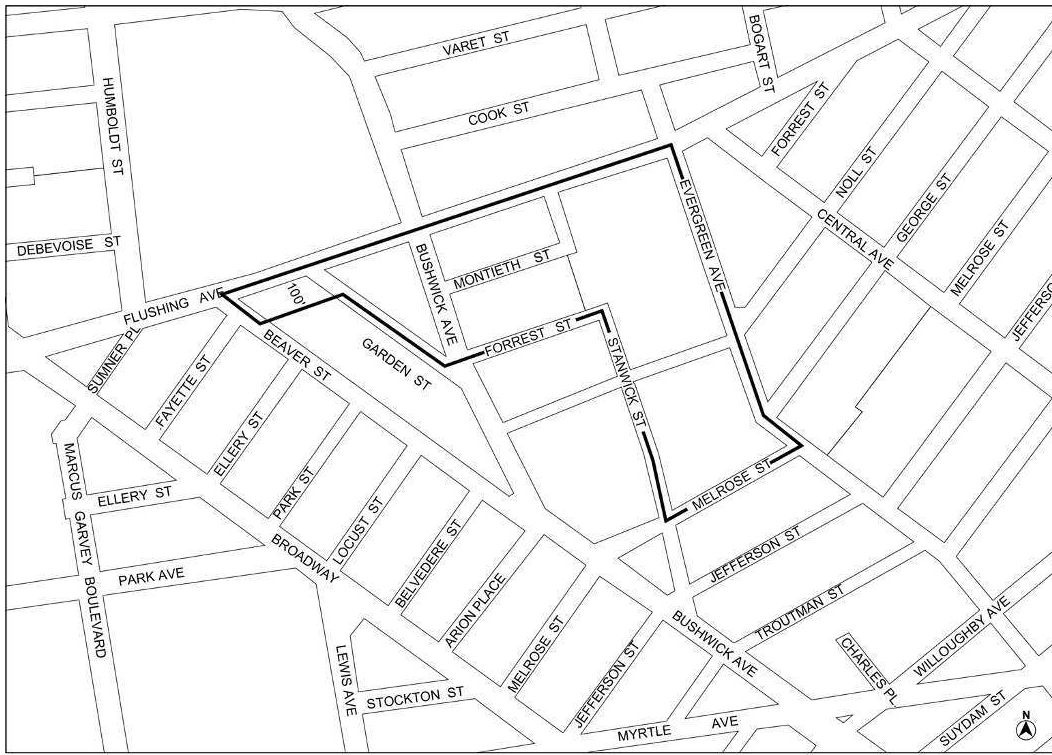 VARET ST
BOGART ST
HUMBOLDT ST
COOK ST
FORREST ST
NOLL ST
GEORGE ST
EVERGREEN AVE
CENTRAL AVE
MELROSE ST
DEBEVOISE ST
BUSHWICK AVE
MONTIETH ST
FLUSHING AVE
100'
JEFFERSON
SUMNER PL
BEAVER ST
FORREST ST
GARDEN ST
STANWICK ST
FAYETTE ST
ELLERY ST
MARCUS GARVEY BOULEVARD
ELLERY ST
PARK ST
MELROSE ST
LOCUST ST
BROADWAY
BELVEDERE ST
JEFFERSON ST
PARK AVE
ARION PLACE
TROUTMAN ST
BUSHWICK AVE
WILLOUGHBY AVE
MELROSE ST
JEFFERSON ST
CHARLES PL
LEWIS AVE
STOCKTON ST
MYRTLE AVE
SUYDAM ST
N